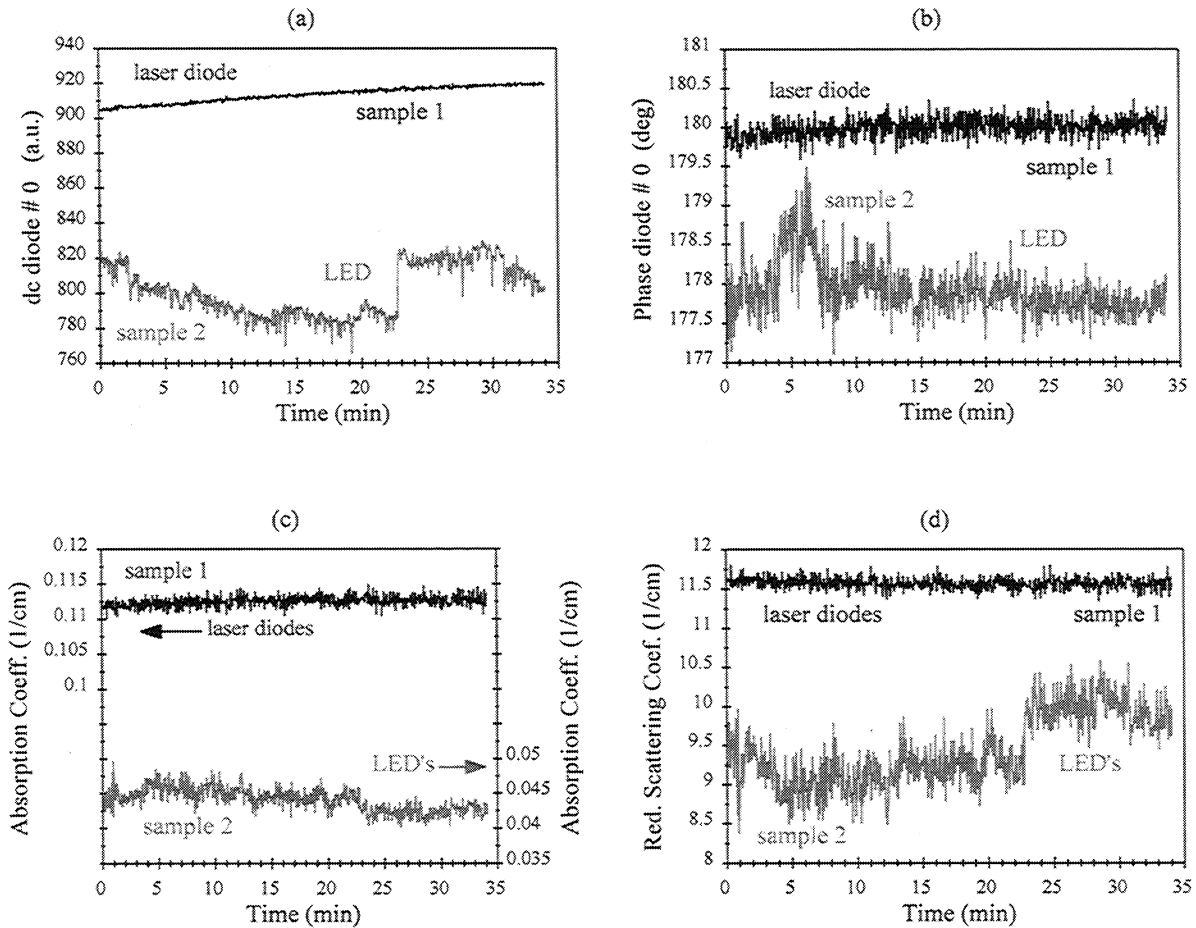 (a)
940
920
900
880
860
840
820
800
780
760
dc diode # 0 (a.u.)
laser diode
sample 1
LED
sample 2
0 5 10 15 20 25 30 35
Time (min)
(b)
181
180.5
180
179.5
179
178.5
178
177.5
177
Phase diode # 0 (deg)
laser diode
sample 1
sample 2
LED
0 5 10 15 20 25 30 35
Time (min)
(c)
0.12
0.115
0.11
0.105
0.1
Absorption Coeff. (1/cm)
sample 1
laser diodes
LED's
sample 2
0.05
0.045
0.04
0.035
Absorption Coeff. (1/cm)
0 5 10 15 20 25 30 35
Time (min)
(d)
12
11.5
11
10.5
10
9.5
9
8.5
8
Red. Scattering Coef. (1/cm)
laser diodes
sample 1
LED's
sample 2
0 5 10 15 20 25 30 35
Time (min)